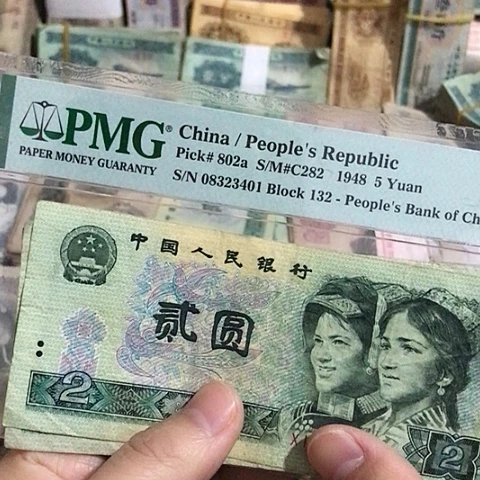 PMG®
PAPER MONEY GUARANTY
China / People's Republic
Pick# 802a S/M#C282 1948 5 Yuan
S/N 08323401 Block 132 - People's Bank of Ch
中国人民银行
贰圆
2
2